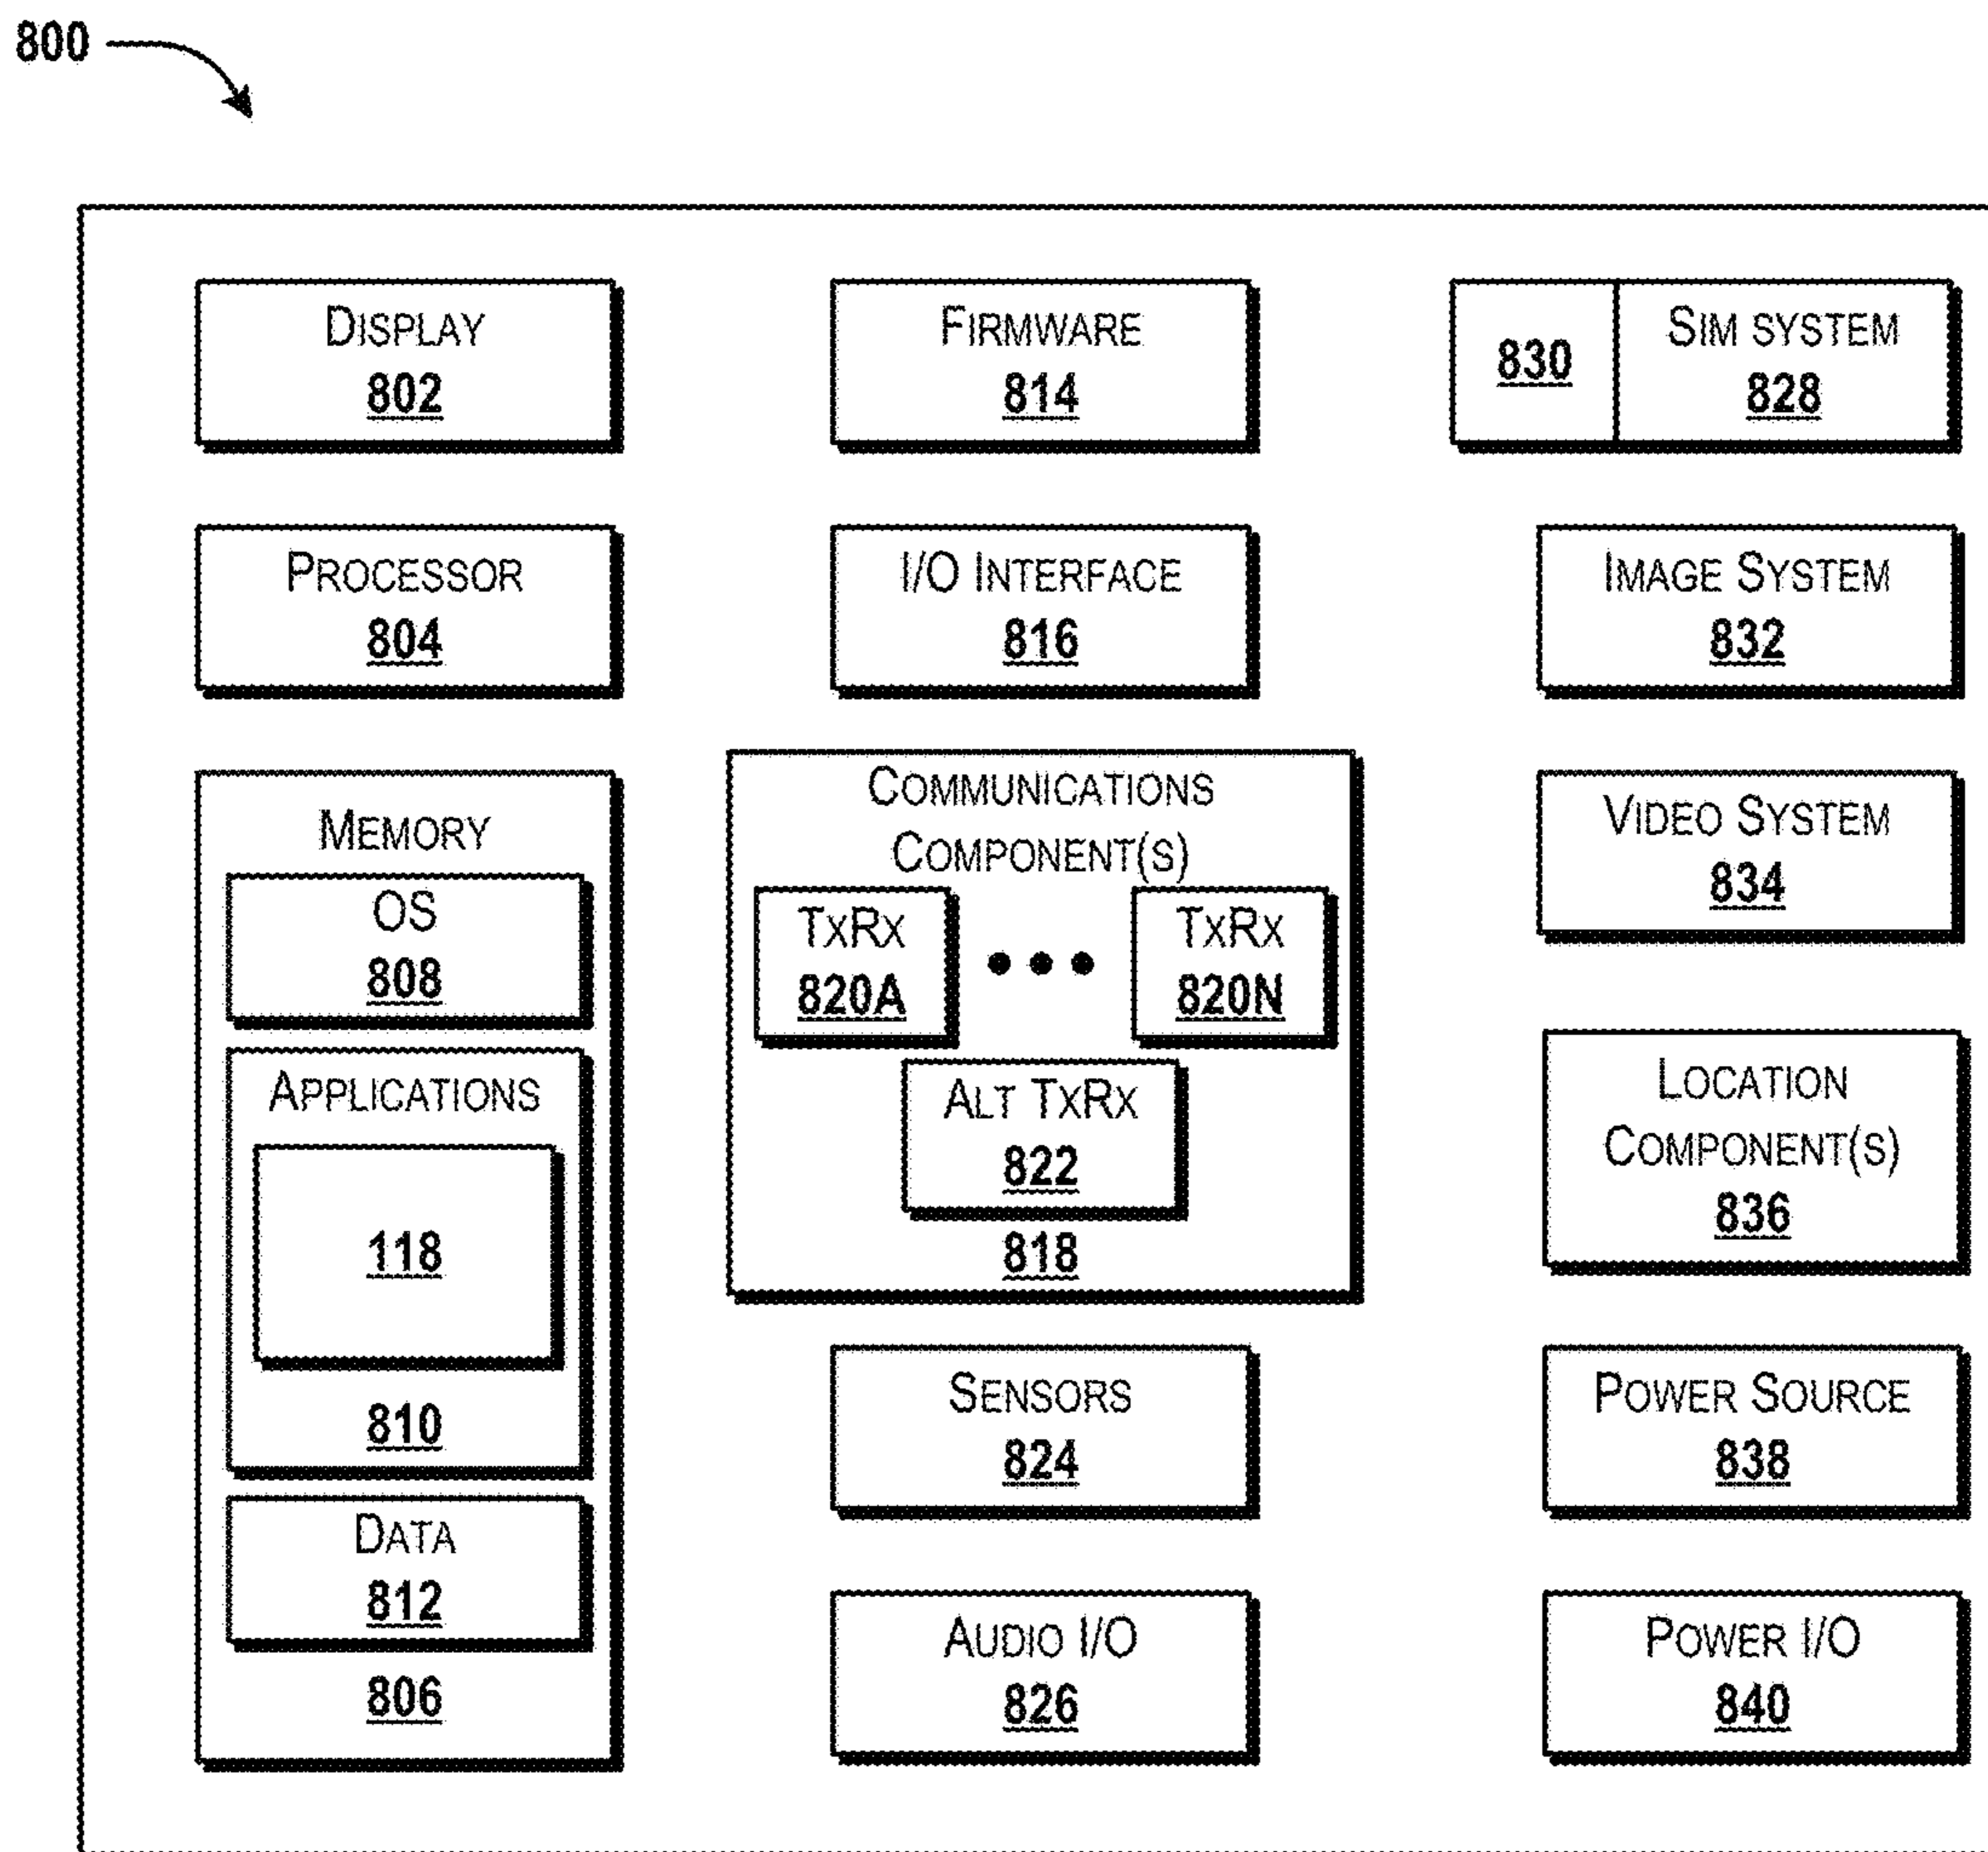 800
DISPLAY
802
PROCESSOR
804
MEMORY
OS
808
APPLICATIONS
118
810
DATA
812
806
FIRMWARE
814
I/O INTERFACE
816
COMMUNICATIONS
COMPONENT(S)
TXRX
820A
TXRX
820N
ALT TXRX
822
818
SENSORS
824
AUDIO I/O
826
830
SIM SYSTEM
828
IMAGE SYSTEM
832
VIDEO SYSTEM
834
LOCATION
COMPONENT(S)
836
POWER SOURCE
838
POWER I/O
840